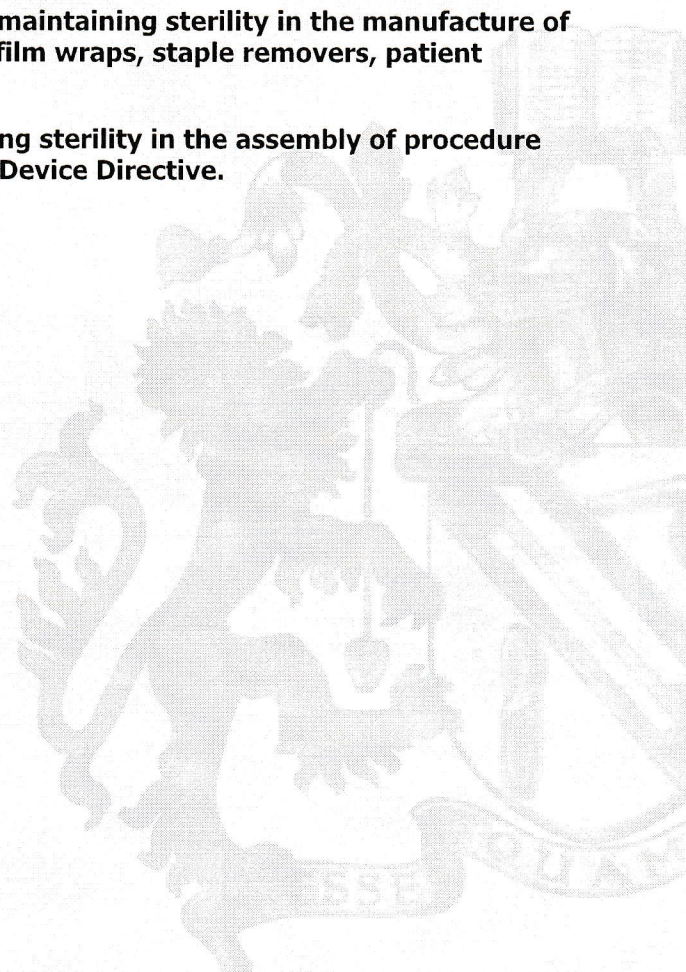 maintaining sterility in the manufacture of
film wraps, staple removers, patient
ng sterility in the assembly of procedure
Device Directive.
ESSE